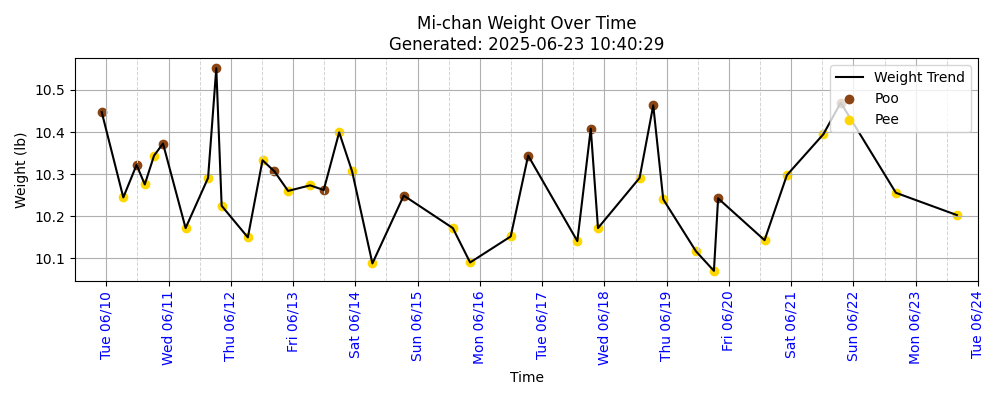 Mi-chan Weight Over Time
Generated: 2025-06-23 10:40:29
Weight (lb)
10.5
10.4
10.3
10.2
10.1
Weight Trend
Poo
Pee
Tue 06/10
Wed 06/11
Thu 06/12
Fri 06/13
Sat 06/14
Sun 06/15
Mon 06/16
Tue 06/17
Wed 06/18
Thu 06/19
Fri 06/20
Sat 06/21
Sun 06/22
Mon 06/23
Tue 06/24
Time